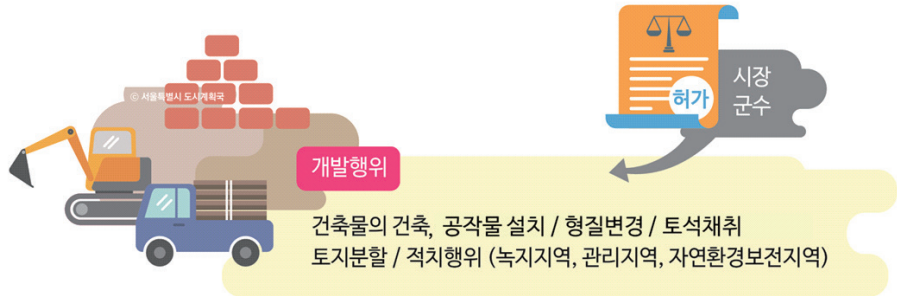 © 서울특별시 도시계획국
허가
시장
군수
개발행위
건축물의 건축, 공작물 설치 / 형질변경 / 토석채취
토지분할 / 적치행위 (녹지지역, 관리지역, 자연환경보전지역)